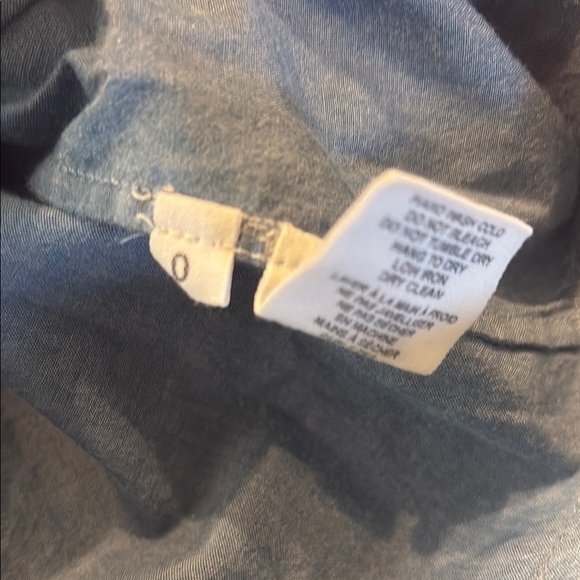 0
HAND WASH COLD
DO NOT BLEACH
DO NOT TUMBLE DRY
HANG TO DRY
LOW IRON
DRY CLEAN
LAVER À LA MAIN À FROID
NE PAS JAVELLISER
NE PAS SÉCHER
EN MACHINE